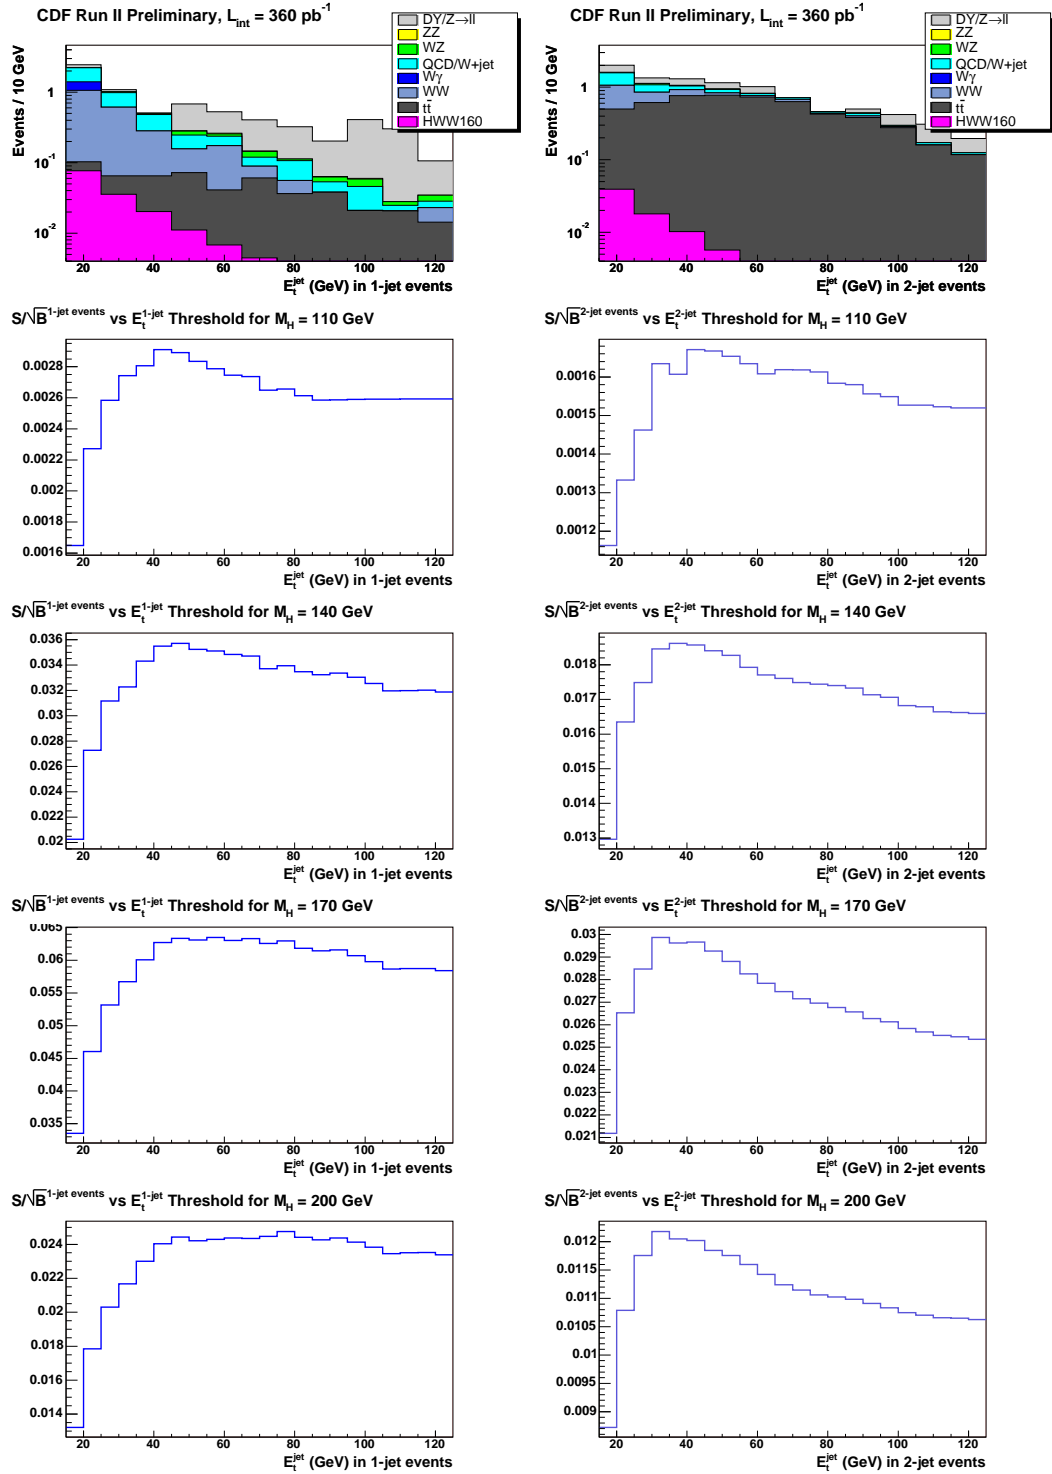 CDF Run II Preliminary, L_int = 360 pb^-1
Events / 10 GeV
1
10^-1
10^-2
20 40 60 80 100 120
E_t^jet (GeV) in 1-jet events
DY/Z→ll
ZZ
WZ
QCD/W+jet
Wγ
WW
tt̄
HWW160
CDF Run II Preliminary, L_int = 360 pb^-1
Events / 10 GeV
1
10^-1
10^-2
20 40 60 80 100 120
E_t^jet (GeV) in 2-jet events
DY/Z→ll
ZZ
WZ
QCD/W+jet
Wγ
WW
tt̄
HWW160
S/√B^1-jet events vs E_t^1-jet Threshold for M_H = 110 GeV
0.0028
0.0026
0.0024
0.0022
0.002
0.0018
0.0016
20 40 60 80 100 120
E_t^jet (GeV) in 1-jet events
S/√B^2-jet events vs E_t^2-jet Threshold for M_H = 110 GeV
0.0016
0.0015
0.0014
0.0013
0.0012
20 40 60 80 100 120
E_t^jet (GeV) in 2-jet events
S/√B^1-jet events vs E_t^1-jet Threshold for M_H = 140 GeV
0.036
0.034
0.032
0.03
0.028
0.026
0.024
0.022
0.02
20 40 60 80 100 120
E_t^jet (GeV) in 1-jet events
S/√B^2-jet events vs E_t^2-jet Threshold for M_H = 140 GeV
0.018
0.017
0.016
0.015
0.014
0.013
20 40 60 80 100 120
E_t^jet (GeV) in 2-jet events
S/√B^1-jet events vs E_t^1-jet Threshold for M_H = 170 GeV
0.065
0.06
0.055
0.05
0.045
0.04
0.035
20 40 60 80 100 120
E_t^jet (GeV) in 1-jet events
S/√B^2-jet events vs E_t^2-jet Threshold for M_H = 170 GeV
0.03
0.029
0.028
0.027
0.026
0.025
0.024
0.023
0.022
0.021
20 40 60 80 100 120
E_t^jet (GeV) in 2-jet events
S/√B^1-jet events vs E_t^1-jet Threshold for M_H = 200 GeV
0.024
0.022
0.02
0.018
0.016
0.014
20 40 60 80 100 120
E_t^jet (GeV) in 1-jet events
S/√B^2-jet events vs E_t^2-jet Threshold for M_H = 200 GeV
0.012
0.0115
0.011
0.0105
0.01
0.0095
0.009
20 40 60 80 100 120
E_t^jet (GeV) in 2-jet events